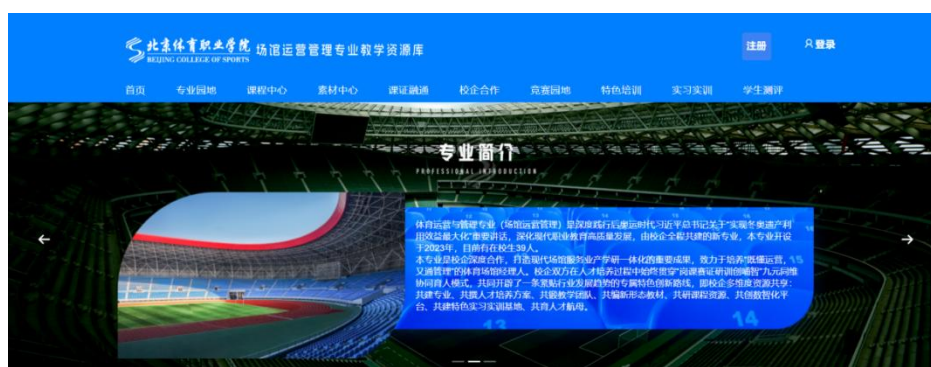 北京体育职业学院 场馆运营管理专业教学资源库
BEIJING COLLEGE OF SPORTS
注册
登录
首页 专业园地 课程中心 素材中心 课证融通 校企合作 竞赛园地 特色培训 实习实训 学生测评
专业简介
PROFESSIONAL INTRODUCTION
体育运营与管理专业（场馆运营管理）是深度践行后奥运时代习近平总书记关于“实现冬奥遗产利
用效益最大化”重要讲话，深化现代职业教育高质量发展，由校企全程共建的新专业，本专业开设
于2023年，目前有在校生39人。
本专业是校企深度合作，打造现代场馆服务业产学研一体化的重要成果，致力于培养“既懂运营，
又通管理”的体育场馆经理人。校企双方在人才培养过程中始终贯穿“岗课赛证研训创哺智”九元同维
协同育人模式，共同开辟了一条紧贴行业发展趋势的专属特色创新路线，即校企多维度资源共享：
共建专业、共撰人才培养方案、共锻教学团队、共编新形态教材、共研课程资源、共创数智化平
台、共建特色实习实训基地、共育人才航母。
12 12 13
15
13
14